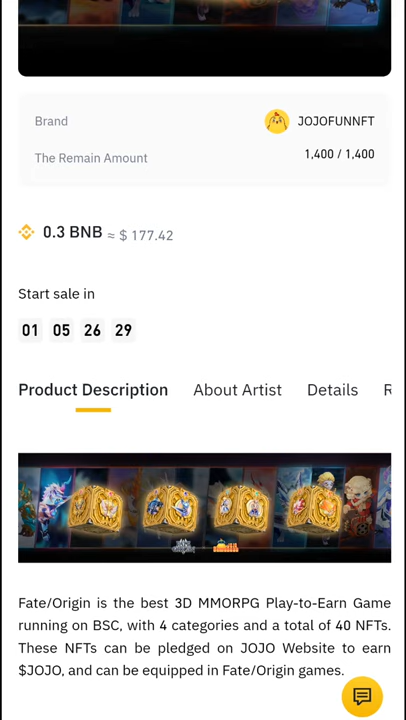 Brand
JOJOFUNNFT
The Remain Amount
1,400 / 1,400
0.3 BNB ≈ $ 177.42
Start sale in
01 05 26 29
Product Description About Artist Details R
Fate/Origin is the best 3D MMORPG Play-to-Earn Game
running on BSC, with 4 categories and a total of 40 NFTs.
These NFTs can be pledged on JOJO Website to earn
$JOJO, and can be equipped in Fate/Origin games.